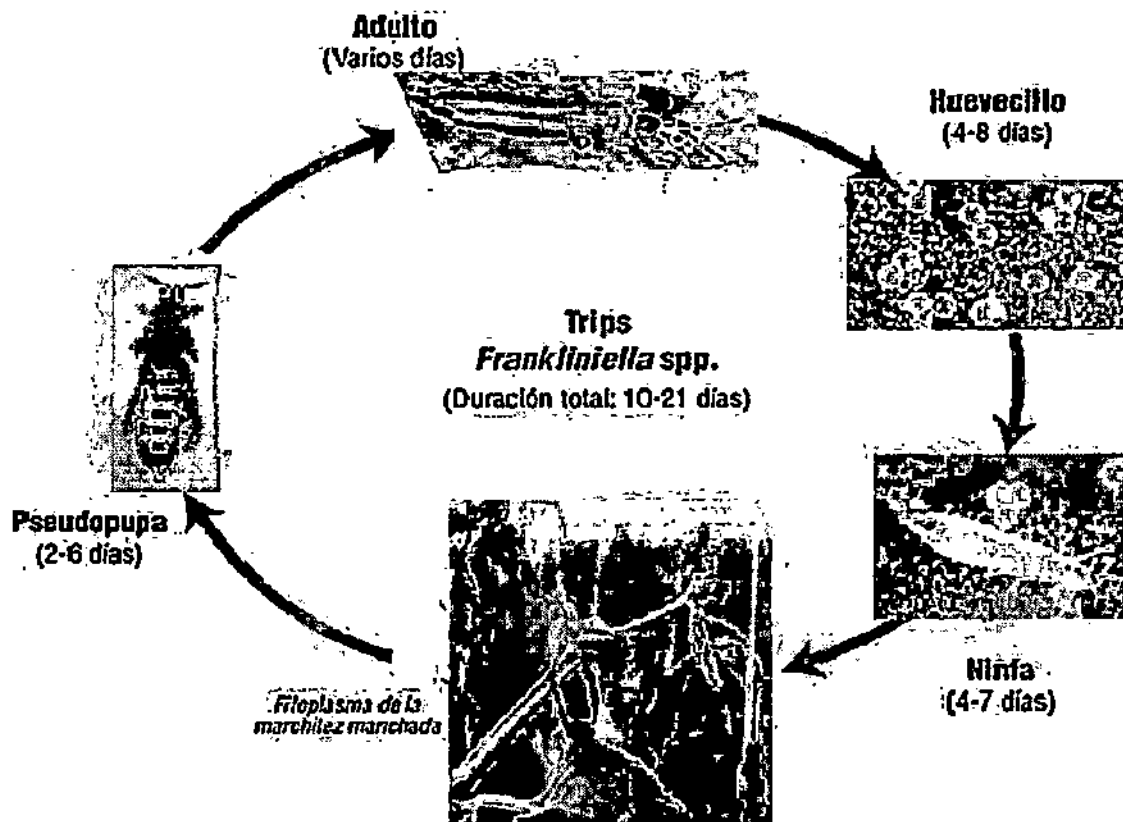 Adulto
(Varios días)
Huevecillo
(4-8 días)
Trips
Frankliniella spp.
(Duración total: 10-21 días)
Pseudopupa
(2-6 días)
Fitoplasma de la
marchitez manchada
Ninfa
(4-7 días)